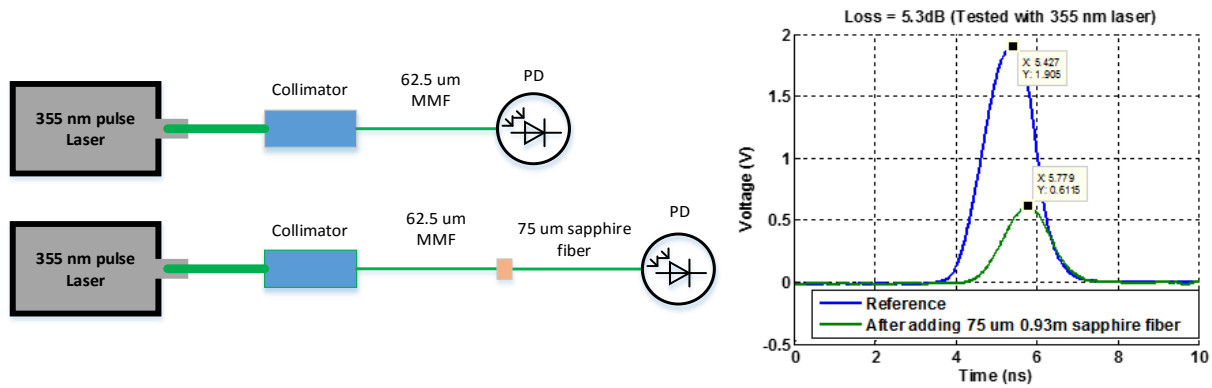 355 nm pulse
Laser
Collimator
62.5 um
MMF
PD
355 nm pulse
Laser
Collimator
62.5 um
MMF
75 um sapphire
fiber
PD
Loss = 5.3dB (Tested with 355 nm laser)
Voltage (V)
2
1.5
1
0.5
0
-0.5
X: 5.427
Y: 1.905
X: 5.779
Y: 0.6115
Reference
After adding 75 um 0.93m sapphire fiber
0
2
4
6
8
10
Time (ns)